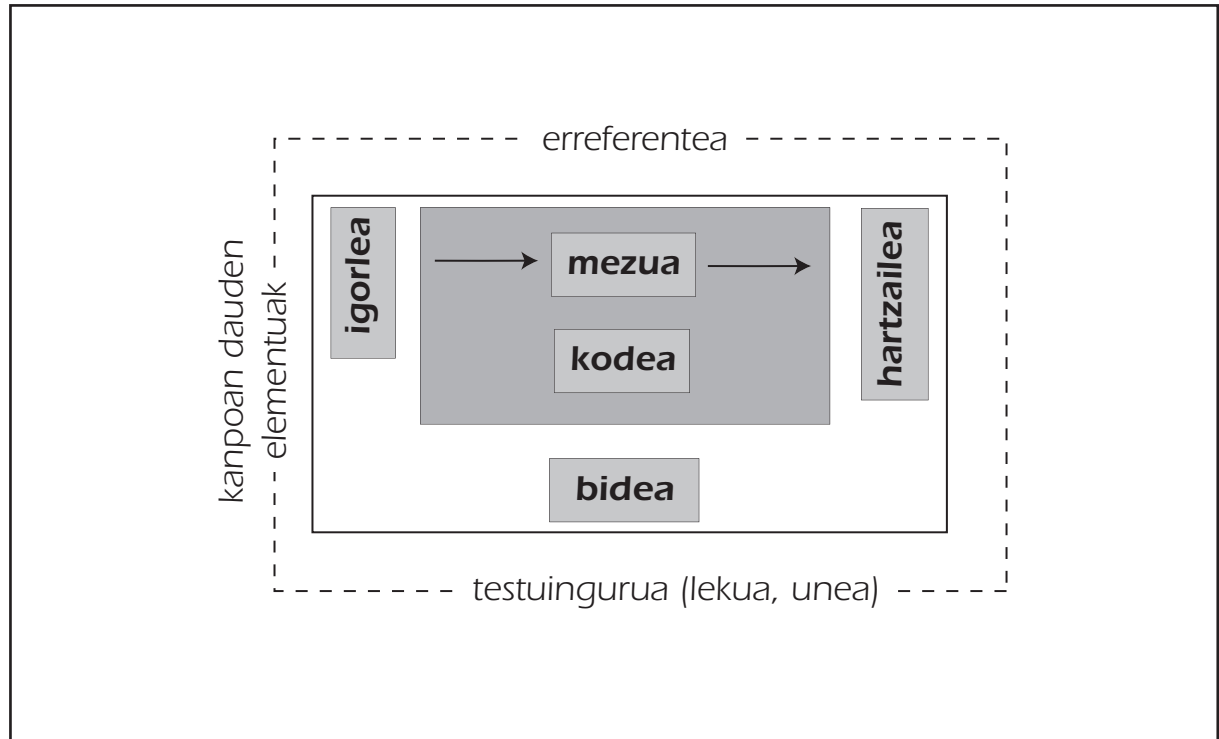 erreferentea
kanpoan dauden
elementuak
igorlea
mezua
hartzailea
kodea
bidea
testuingurua (lekua, unea)